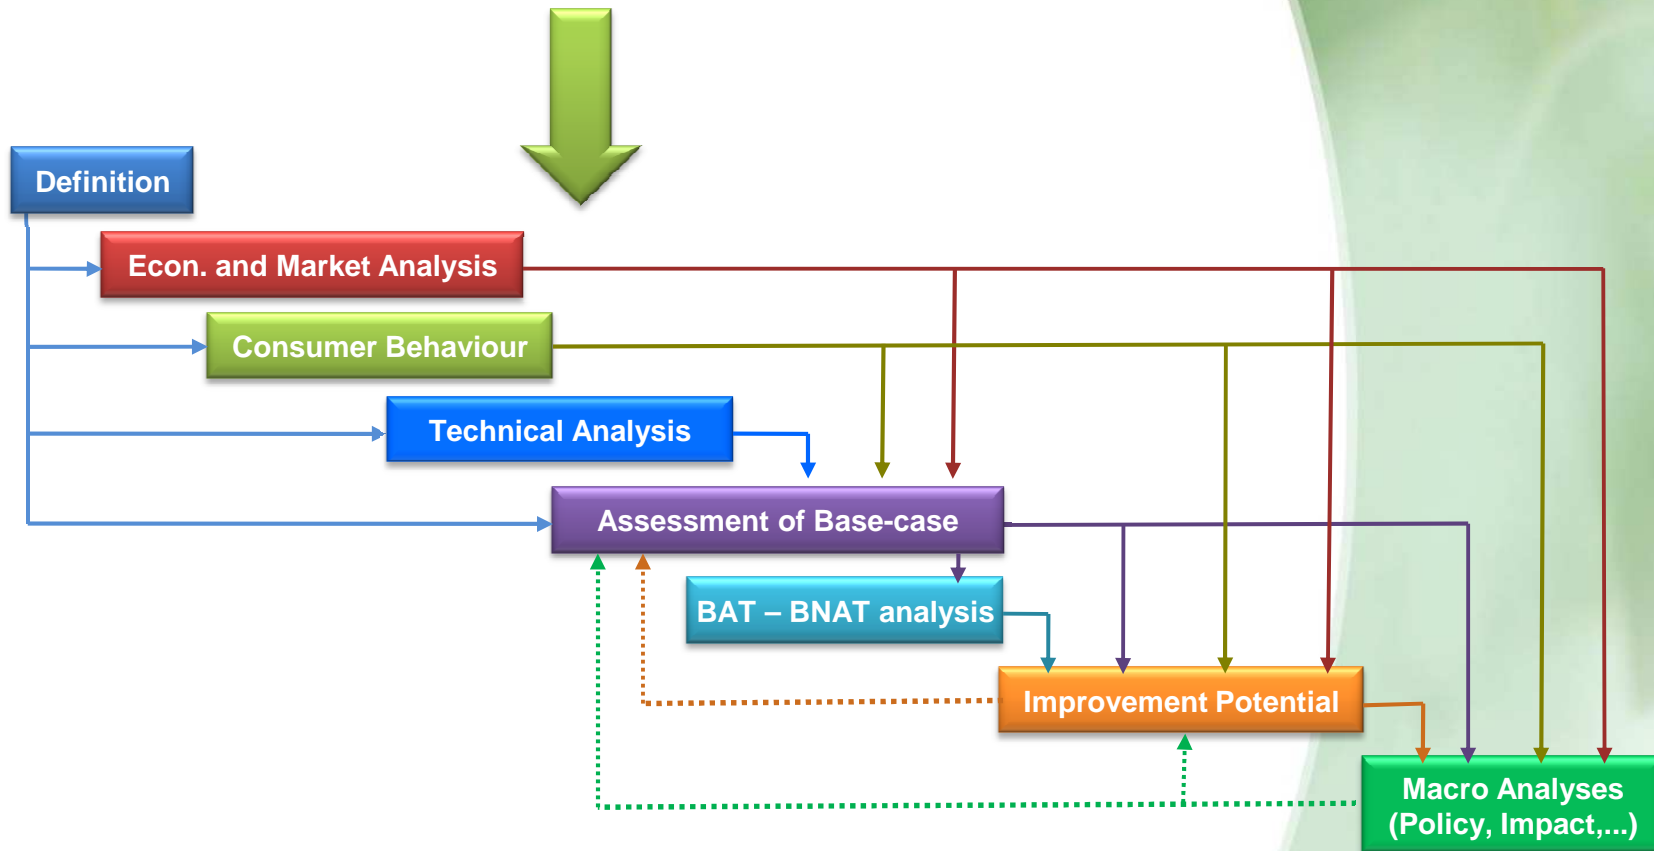 Definition
Econ. and Market Analysis
Consumer Behaviour
Technical Analysis
Assessment of Base-case
BAT – BNAT analysis
Improvement Potential
Macro Analyses
(Policy, Impact,...)